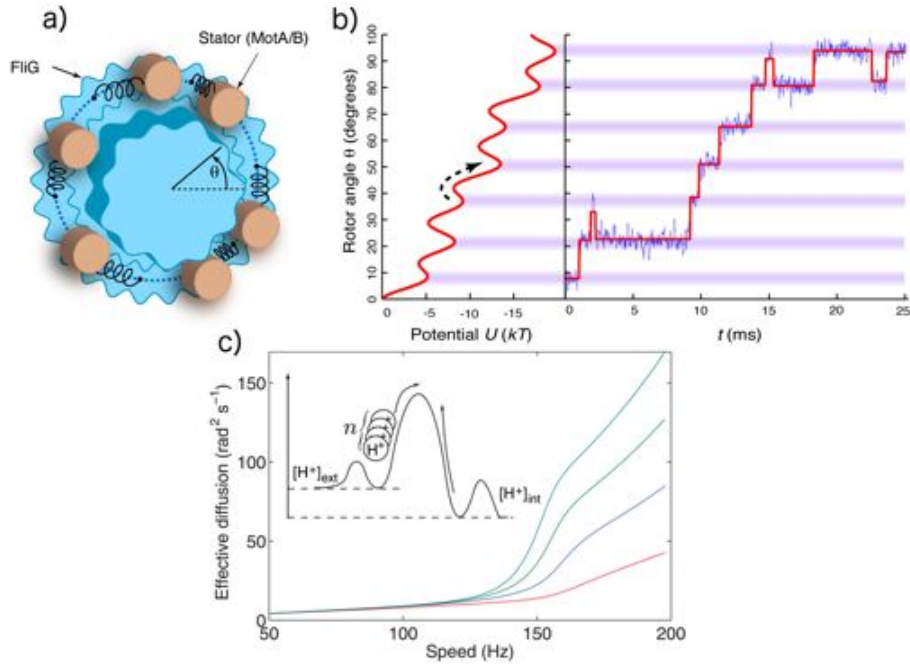 a)
Stator (MotA/B)
FliG
θ
b)
Rotor angle θ (degrees)
100
90
80
70
60
50
40
30
20
10
0
0 -5 -10 -15
Potential U (kT)
0 5 10 15 20 25
t (ms)
c)
Effective diffusion (rad² s⁻¹)
150
100
50
0
n
H⁺
[H⁺]ext
[H⁺]int
50 100 150 200
Speed (Hz)